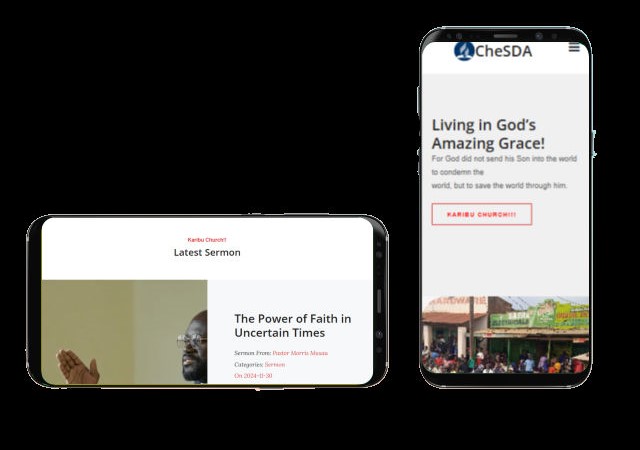 Karibu Church!!!
Latest Sermon
The Power of Faith in
Uncertain Times
Sermon From: Pastor Morris Musau
Categories: Sermon
On 2024-11-30
CheSDA
Living in God's
Amazing Grace!
For God did not send his Son into the world
to condemn the
world, but to save the world through him.
KARIBU CHURCH!!!